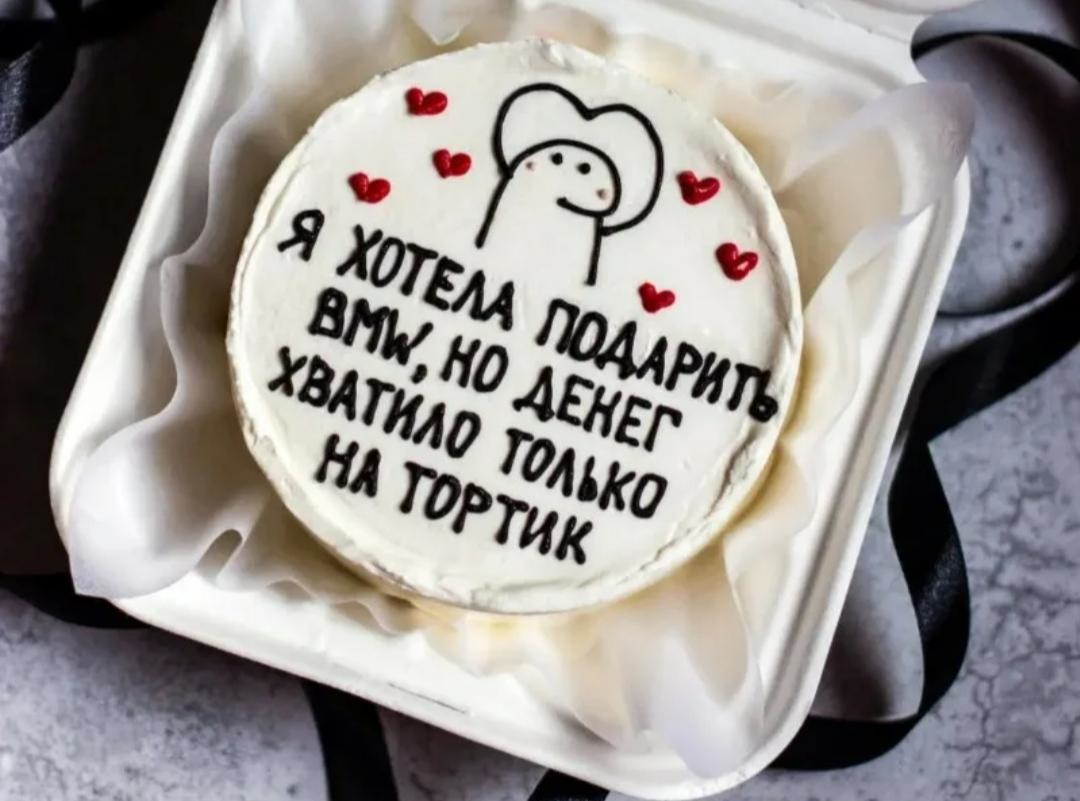 Я ХОТЕЛА ПОДАРИТЬ
BMW, НО ДЕНЕГ
ХВАТИЛО ТОЛЬКО
НА ТОРТИК